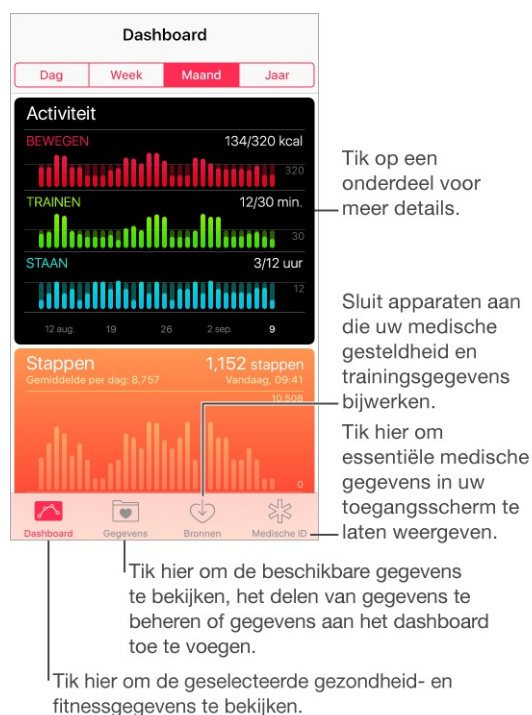 Dashboard
Dag Week Maand Jaar
Activiteit
BEWEGEN 134/320 kcal
320
TRAINEN 12/30 min.
30
STAAN 3/12 uur
12
12 aug. 19 26 2 sep. 9
Stappen 1,152 stappen
Gemiddelde per dag: 8,757 Vandaag, 09:41
10,508
0
Dashboard Gegevens Bronnen Medische ID
Tik op een
onderdeel voor
meer details.
Sluit apparaten aan
die uw medische
gesteldheid en
trainingsgegevens
bijwerken.
Tik hier om
essentiële medische
gegevens in uw
toegangsscherm te
laten weergeven.
Tik hier om de beschikbare gegevens
te bekijken, het delen van gegevens te
beheren of gegevens aan het dashboard
toe te voegen.
Tik hier om de geselecteerde gezondheid- en
fitnessgegevens te bekijken.